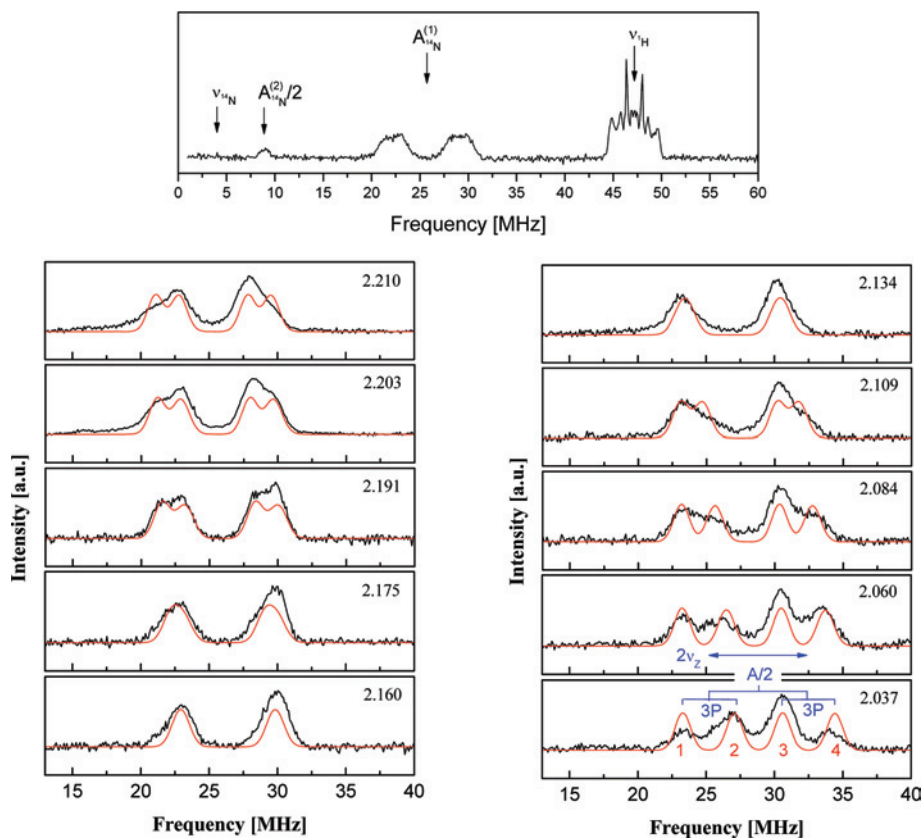 ν₁₄N
A₁₄N⁽²⁾/2
A₁₄N⁽¹⁾
ν₁H
0 5 10 15 20 25 30 35 40 45 50 55 60
Frequency [MHz]
Intensity [a.u.]
2.210
2.203
2.191
2.175
2.160
15 20 25 30 35 40
Frequency [MHz]
Intensity [a.u.]
2.134
2.109
2.084
2.060
2νz
A/2
2.037
3P 3P
1 2 3 4
15 20 25 30 35 40
Frequency [MHz]